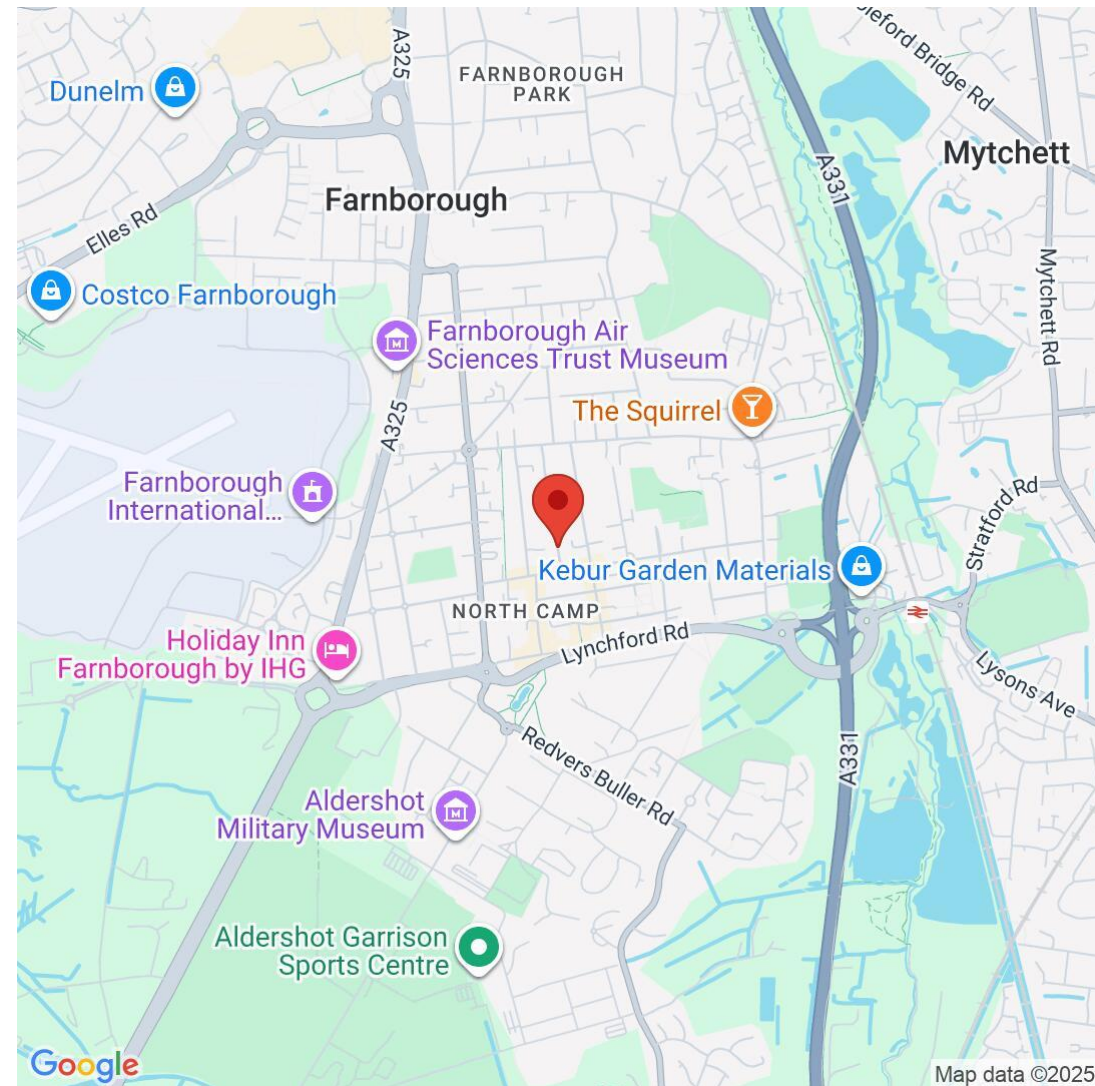 A325
FARNBOROUGH
PARK
Dunelm
Bridge Rd
Mytchett
A331
Farnborough
Elles Rd
Mytchett Rd
Costco Farnborough
Farnborough Air
Sciences Trust Museum
The Squirrel
A325
Farnborough
International...
Stratford Rd
Kebur Garden Materials
NORTH CAMP
Lynchford Rd
Holiday Inn
Farnborough by IHG
Lysons Ave
Redvers Buller Rd
A331
Aldershot
Military Museum
Aldershot Garrison
Sports Centre
Google
Map data ©2025